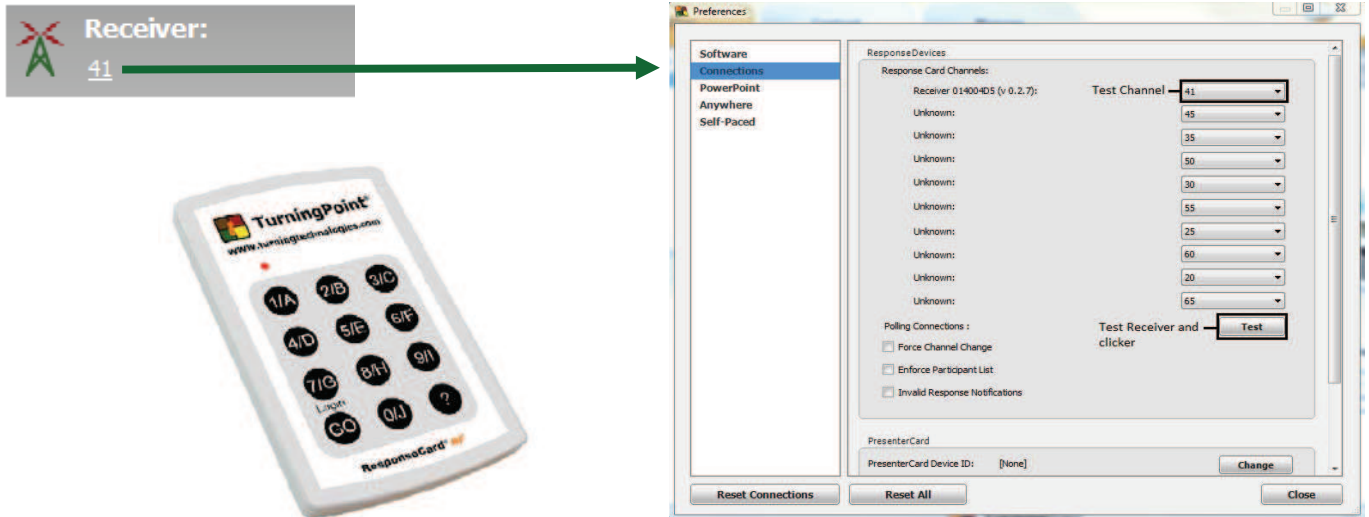 Receiver:
41
TurningPoint®
www.turningtechnologies.com
1/A 2/B 3/C
4/D 5/E 6/F
7/G 8/H 9/I
Login
GO 0/J ?
ResponseCard® RF
Preferences
Software
Connections
PowerPoint
Anywhere
Self-Paced
Response Devices
Response Card Channels:
Receiver 014004D5 (v 0.2.7): Test Channel 41
Unknown: 45
Unknown: 35
Unknown: 50
Unknown: 30
Unknown: 55
Unknown: 25
Unknown: 60
Unknown: 20
Unknown: 65
Polling Connections : Test Receiver and Test
clicker
Force Channel Change
Enforce Participant List
Invalid Response Notifications
PresenterCard
PresenterCard Device ID: [None] Change
Reset Connections Reset All Close